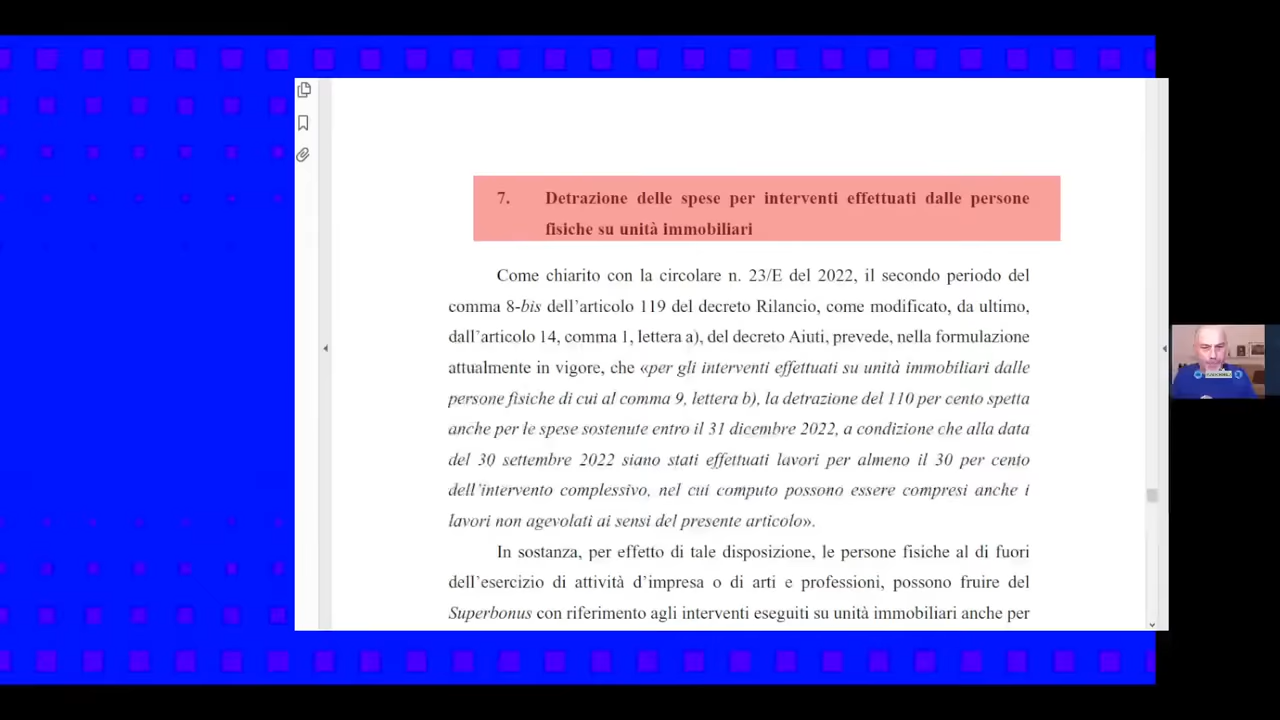 7. Detrazione delle spese per interventi effettuati dalle persone
fisiche su unità immobiliari
Come chiarito con la circolare n. 23/E del 2022, il secondo periodo del
comma 8-bis dell'articolo 119 del decreto Rilancio, come modificato, da ultimo,
dall'articolo 14, comma 1, lettera a), del decreto Aiuti, prevede, nella formulazione
attualmente in vigore, che «per gli interventi effettuati su unità immobiliari dalle
persone fisiche di cui al comma 9, lettera b), la detrazione del 110 per cento spetta
anche per le spese sostenute entro il 31 dicembre 2022, a condizione che alla data
del 30 settembre 2022 siano stati effettuati lavori per almeno il 30 per cento
dell'intervento complessivo, nel cui computo possono essere compresi anche i
lavori non agevolati ai sensi del presente articolo».
In sostanza, per effetto di tale disposizione, le persone fisiche al di fuori
dell'esercizio di attività d'impresa o di arti e professioni, possono fruire del
Superbonus con riferimento agli interventi eseguiti su unità immobiliari anche per